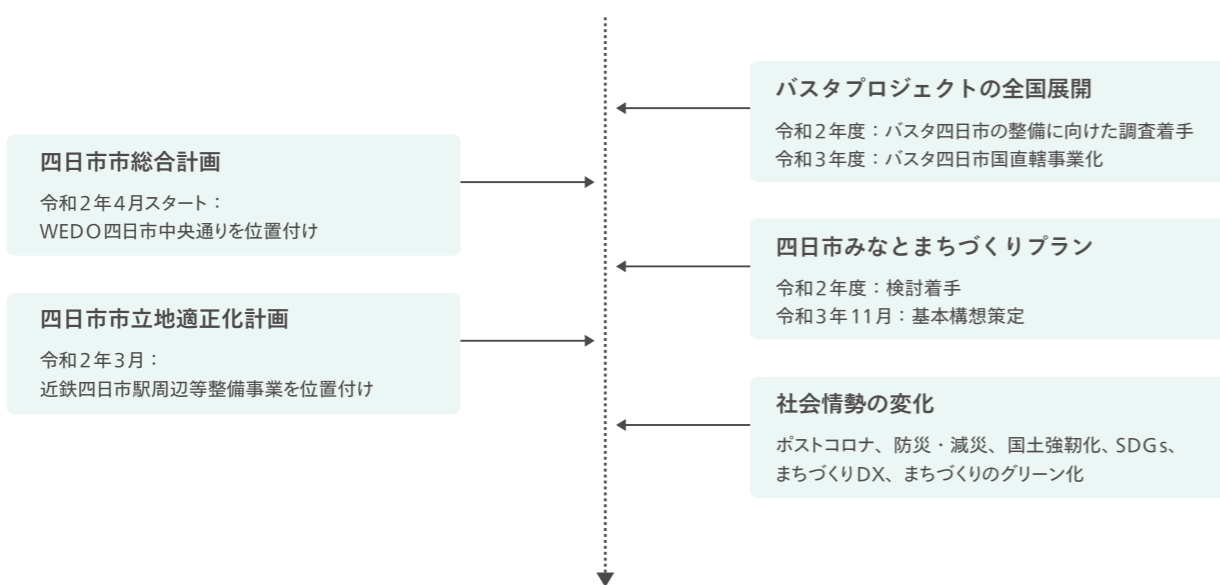 バスタプロジェクトの全国展開
令和2年度：バスタ四日市の整備に向けた調査着手
令和3年度：バスタ四日市国直轄事業化
四日市市総合計画
令和2年4月スタート：
WEDO四日市中央通りを位置付け
四日市みなとまちづくりプラン
令和2年度：検討着手
令和3年11月：基本構想策定
四日市市立地適正化計画
令和2年3月：
近鉄四日市駅周辺等整備事業を位置付け
社会情勢の変化
ポストコロナ、防災・減災、国土強靭化、SDGs、
まちづくりDX、まちづくりのグリーン化